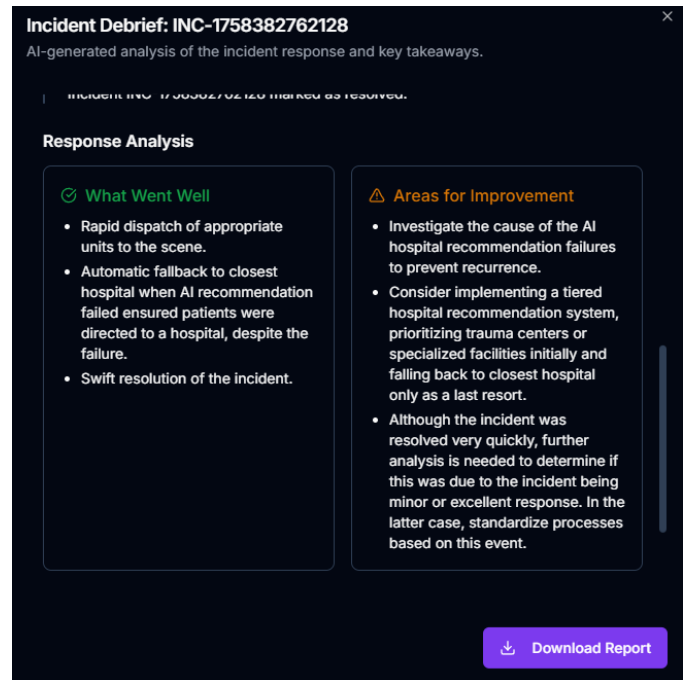 Incident Debrief: INC-1758382762128
AI-generated analysis of the incident response and key takeaways.
Incident INC-1758382762128 marked as resolved.
Response Analysis
What Went Well
• Rapid dispatch of appropriate
units to the scene.
• Automatic fallback to closest
hospital when AI recommendation
failed ensured patients were
directed to a hospital, despite the
failure.
• Swift resolution of the incident.
Areas for Improvement
• Investigate the cause of the AI
hospital recommendation failures
to prevent recurrence.
• Consider implementing a tiered
hospital recommendation system,
prioritizing trauma centers or
specialized facilities initially and
falling back to closest hospital
only as a last resort.
• Although the incident was
resolved very quickly, further
analysis is needed to determine if
this was due to the incident being
minor or excellent response. In the
latter case, standardize processes
based on this event.
Download Report